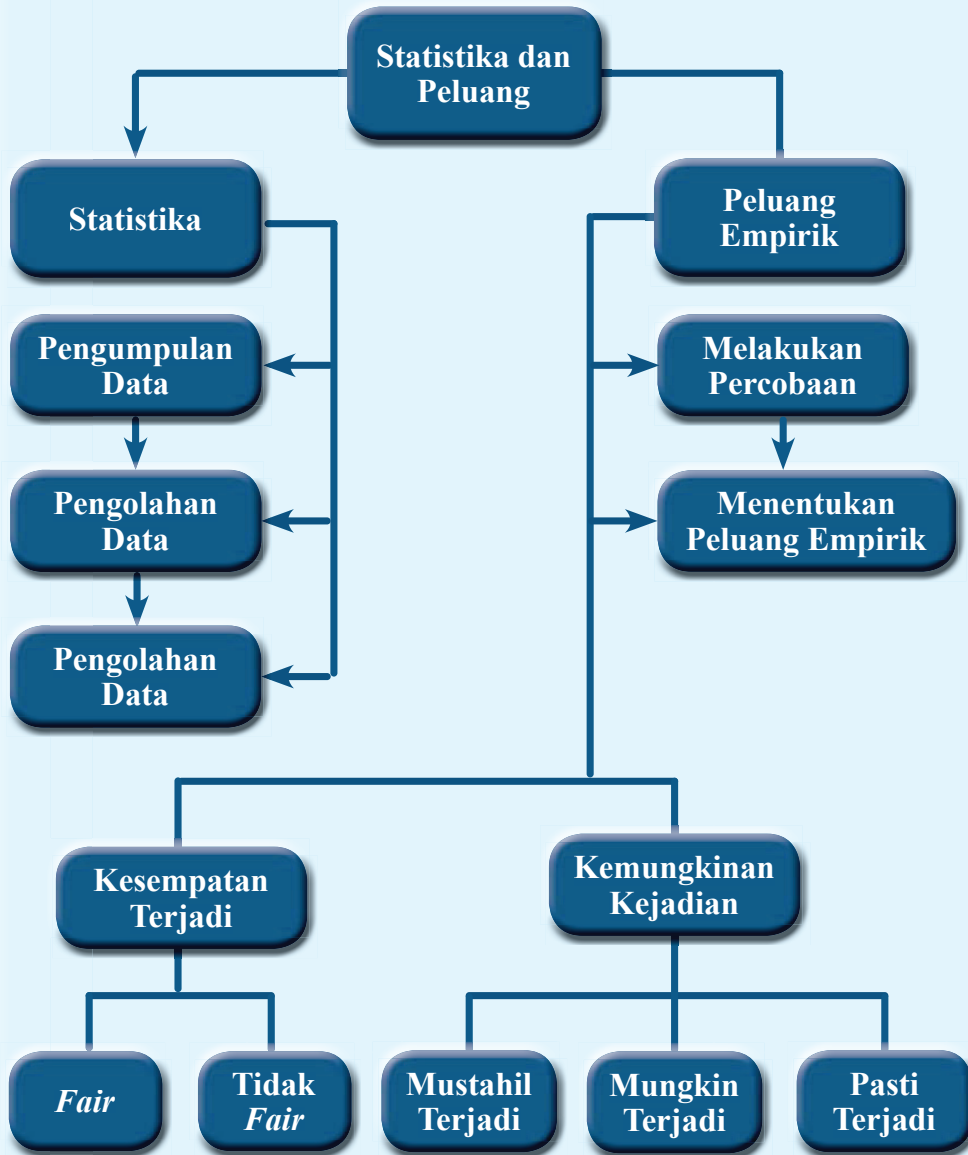 Statistika dan
Peluang
Statistika
Peluang
Empirik
Pengumpulan
Data
Melakukan
Percobaan
Pengolahan
Data
Menentukan
Peluang Empirik
Pengolahan
Data
Kesempatan
Terjadi
Kemungkinan
Kejadian
Fair
Tidak
Fair
Mustahil
Terjadi
Mungkin
Terjadi
Pasti
Terjadi